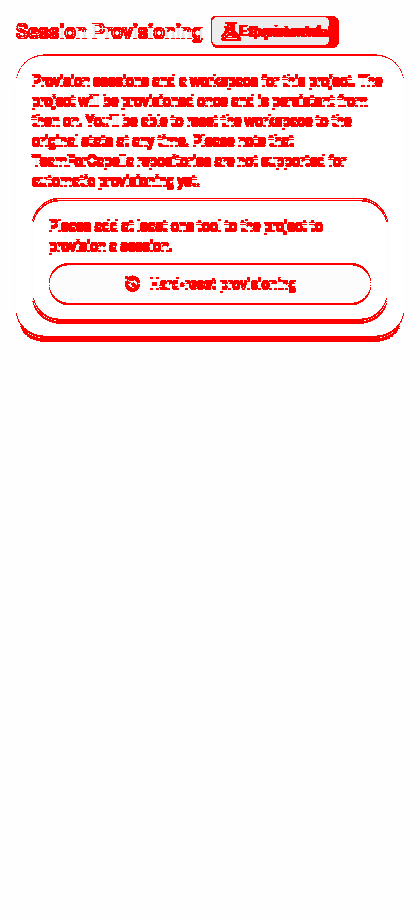 Session Provisioning
Provision sessions and a workspace for this project. The
project will be provisioned once and is persistent from
then on. You'll be able to reset the workspace to the
original state at any time. Please note that
TeamForCapella repositories are not supported for
automatic provisioning yet.
Please add at least one tool to the project to
provision a session.
Hard-reset provisioning